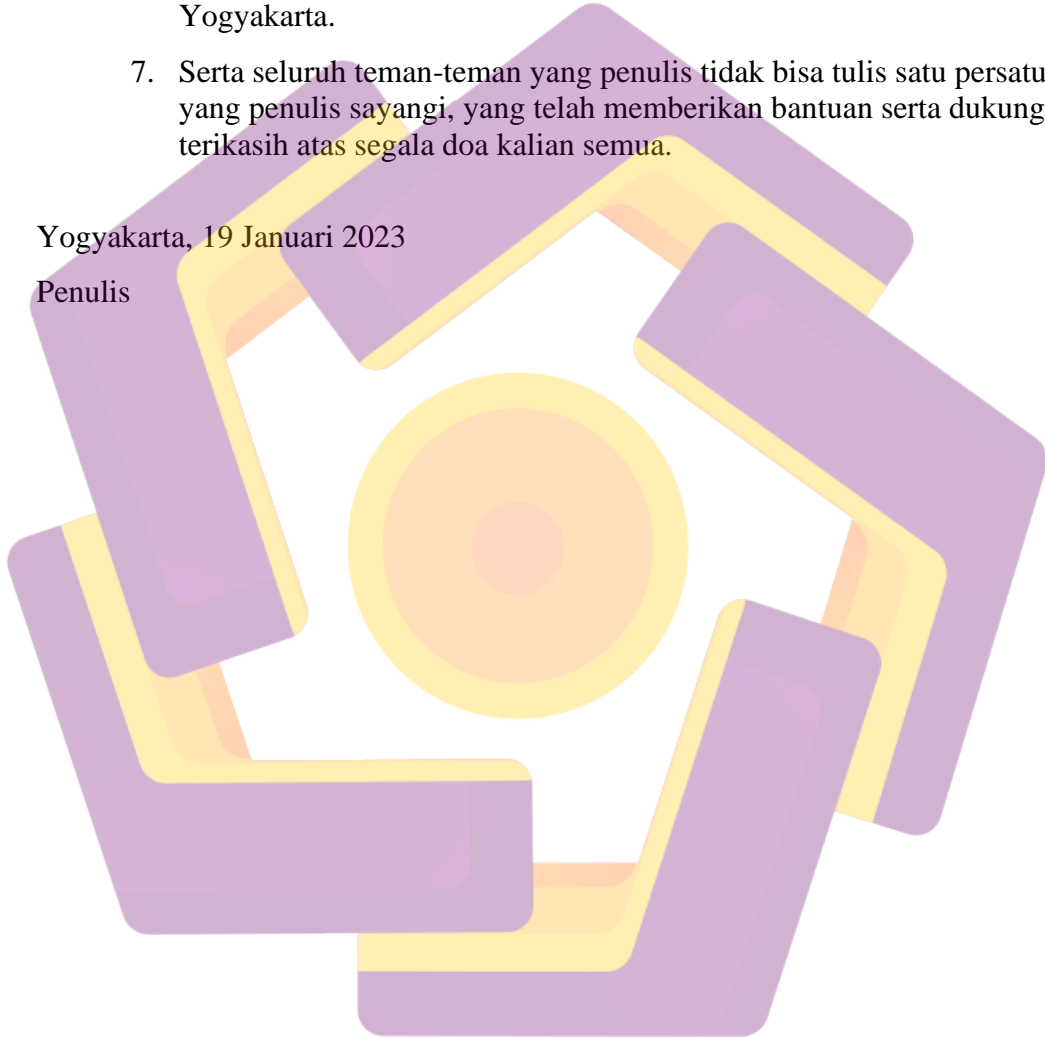 Yogyakarta.
7. Serta seluruh teman-teman yang penulis tidak bisa tulis satu persatu
yang penulis sayangi, yang telah memberikan bantuan serta dukung
terikasih atas segala doa kalian semua.
Yogyakarta, 19 Januari 2023
Penulis